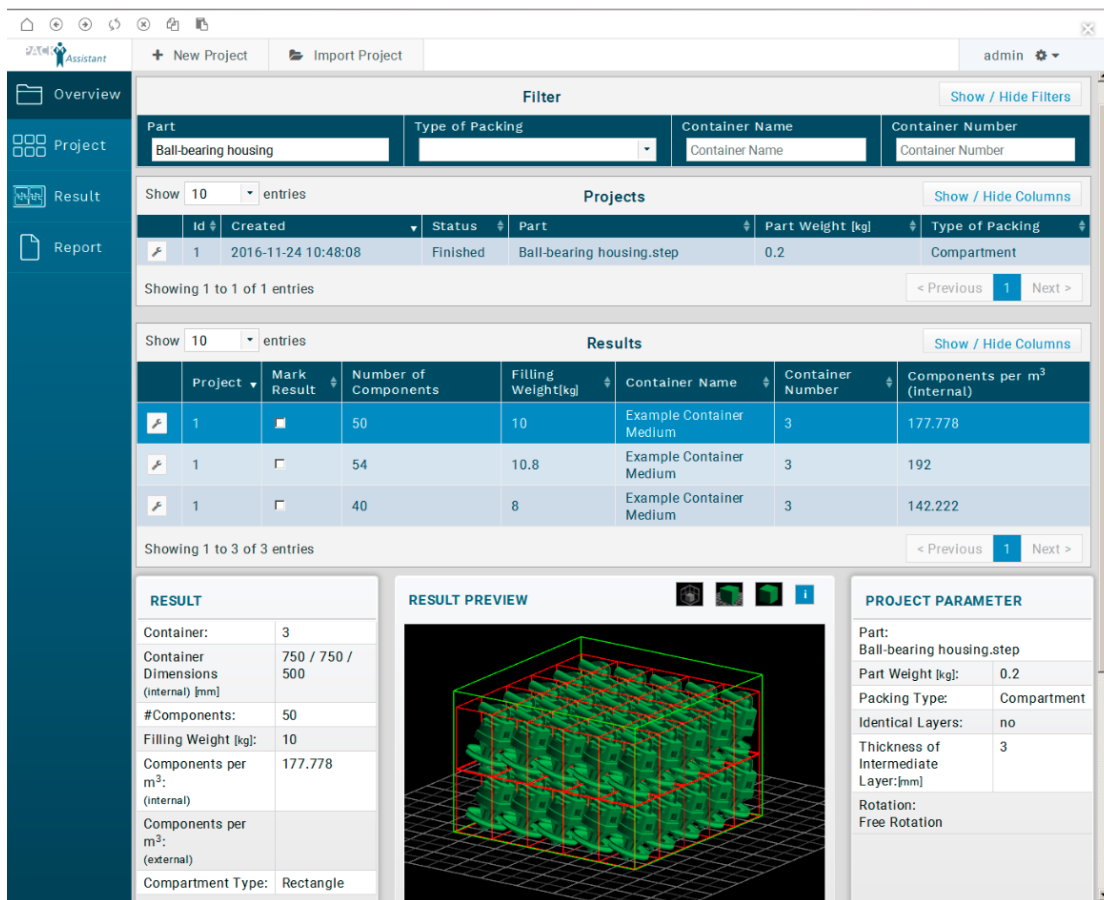 PACK Assistant
+ New Project
Import Project
admin
Overview
Project
Result
Report
Filter
Show / Hide Filters
Part
Type of Packing
Container Name
Container Number
Ball-bearing housing
Container Name
Container Number
Show 10 entries
Projects
Show / Hide Columns
Id Created Status Part Part Weight [kg] Type of Packing
1 2016-11-24 10:48:08 Finished Ball-bearing housing.step 0.2 Compartment
Showing 1 to 1 of 1 entries
< Previous 1 Next >
Show 10 entries
Results
Show / Hide Columns
Project
Mark
Result
Number of
Components
Filling
Weight[kg]
Container Name
Container
Number
Components per m³
(internal)
1 50 10 Example Container
Medium
3 177.778
1 54 10.8 Example Container
Medium
3 192
1 40 8 Example Container
Medium
3 142.222
Showing 1 to 3 of 3 entries
< Previous 1 Next >
RESULT
Container: 3
Container
Dimensions
(internal) [mm]
750 / 750 /
500
#Components: 50
Filling Weight [kg]: 10
Components per
m³:
(internal)
177.778
Components per
m³:
(external)
Compartment Type: Rectangle
RESULT PREVIEW
i
PROJECT PARAMETER
Part:
Ball-bearing housing.step
Part Weight [kg]: 0.2
Packing Type: Compartment
Identical Layers: no
Thickness of
Intermediate
Layer:[mm]
3
Rotation:
Free Rotation